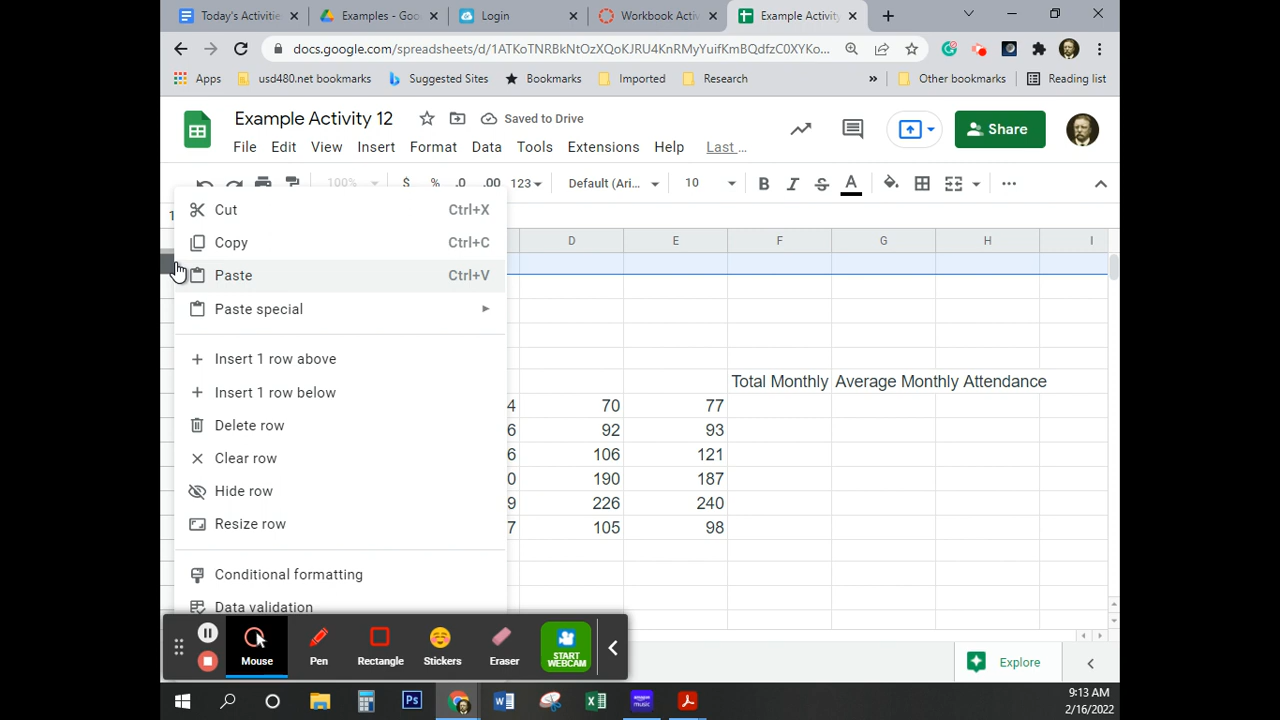 Today's Activitie
Examples - Goo
Login
Workbook Activ
Example Activity
docs.google.com/spreadsheets/d/1ATKoTNRBkNtOzXQoKJRU4KnRMyYuifKmBQdfzC0XYKo...
Apps
usd480.net bookmarks
Suggested Sites
Bookmarks
Imported
Research
»
Other bookmarks
Reading list
Example Activity 12
Saved to Drive
Share
File Edit View Insert Format Data Tools Extensions Help Last ...
100% $ % .0 .00 123 Default (Ari... 10 B I S A
1
D E F G H I
Cut Ctrl+X
Copy Ctrl+C
Paste Ctrl+V
Paste special
Insert 1 row above
Insert 1 row below
Delete row
Clear row
Hide row
Resize row
Conditional formatting
Data validation
Total Monthly Average Monthly Attendance
4 70 77
6 92 93
6 106 121
0 190 187
9 226 240
7 105 98
Mouse
Pen
Rectangle
Stickers
Eraser
START
WEBCAM
Explore
Ps
W
X
amazon
music
9:13 AM
2/16/2022